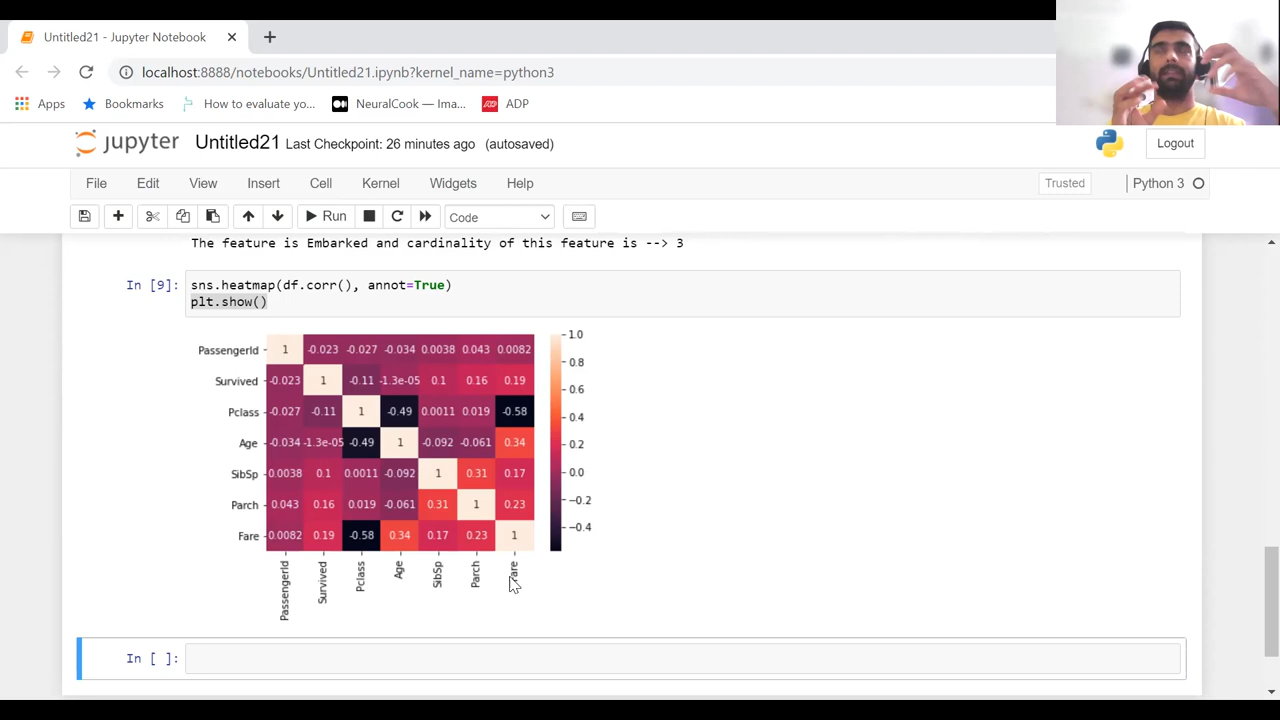 Untitled21 - Jupyter Notebook
localhost:8888/notebooks/Untitled21.ipynb?kernel_name=python3
Apps Bookmarks How to evaluate yo... NeuralCook — Ima... ADP
jupyter Untitled21 Last Checkpoint: 26 minutes ago (autosaved) Logout
File Edit View Insert Cell Kernel Widgets Help Trusted Python 3
Run Code
The feature is Embarked and cardinality of this feature is --> 3
In [9]: sns.heatmap(df.corr(), annot=True)
plt.show()
PassengerId 1 -0.023 -0.027 -0.034 0.0038 0.043 0.0082
Survived -0.023 1 -0.11 -1.3e-05 0.1 0.16 0.19
Pclass -0.027 -0.11 1 -0.49 0.0011 0.019 -0.58
Age -0.034 -1.3e-05 -0.49 1 -0.092 -0.061 0.34
SibSp 0.0038 0.1 0.0011 -0.092 1 0.31 0.17
Parch 0.043 0.16 0.019 -0.061 0.31 1 0.23
Fare 0.0082 0.19 -0.58 0.34 0.17 0.23 1
PassengerId Survived Pclass Age SibSp Parch Fare
1.0
0.8
0.6
0.4
0.2
0.0
−0.2
−0.4
In [ ]: